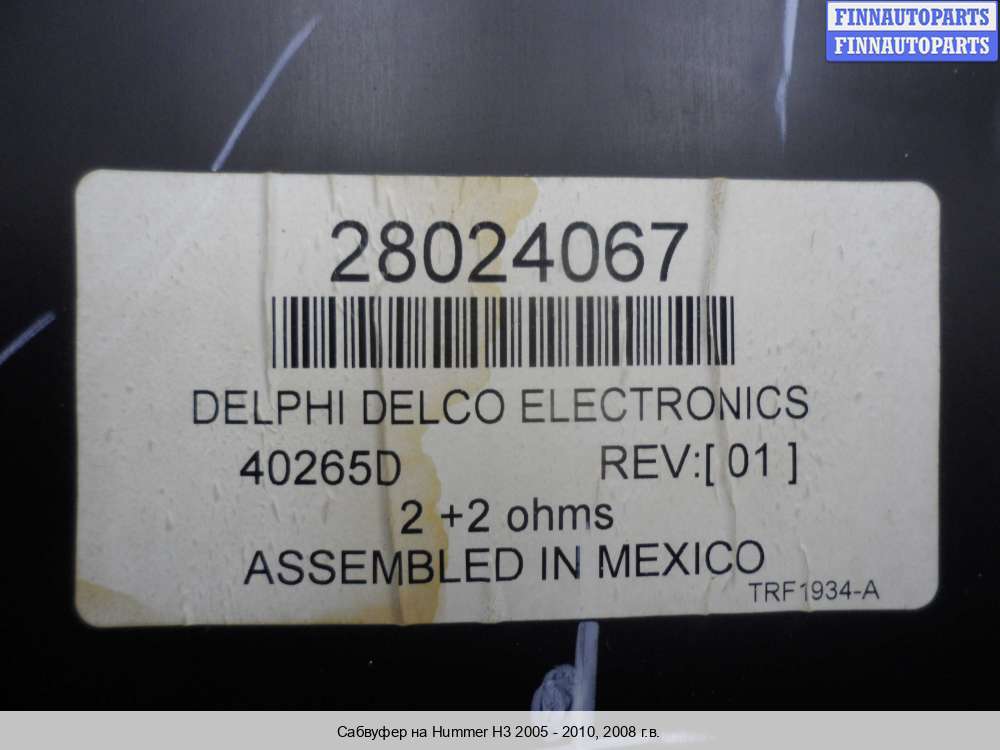 FINNAUTOPARTS
FINNAUTOPARTS
28024067
DELPHI DELCO ELECTRONICS
40265D REV:[ 01 ]
2 +2 ohms
ASSEMBLED IN MEXICO
TRF1934-A
Сабвуфер на Hummer H3 2005 - 2010, 2008 г.в.